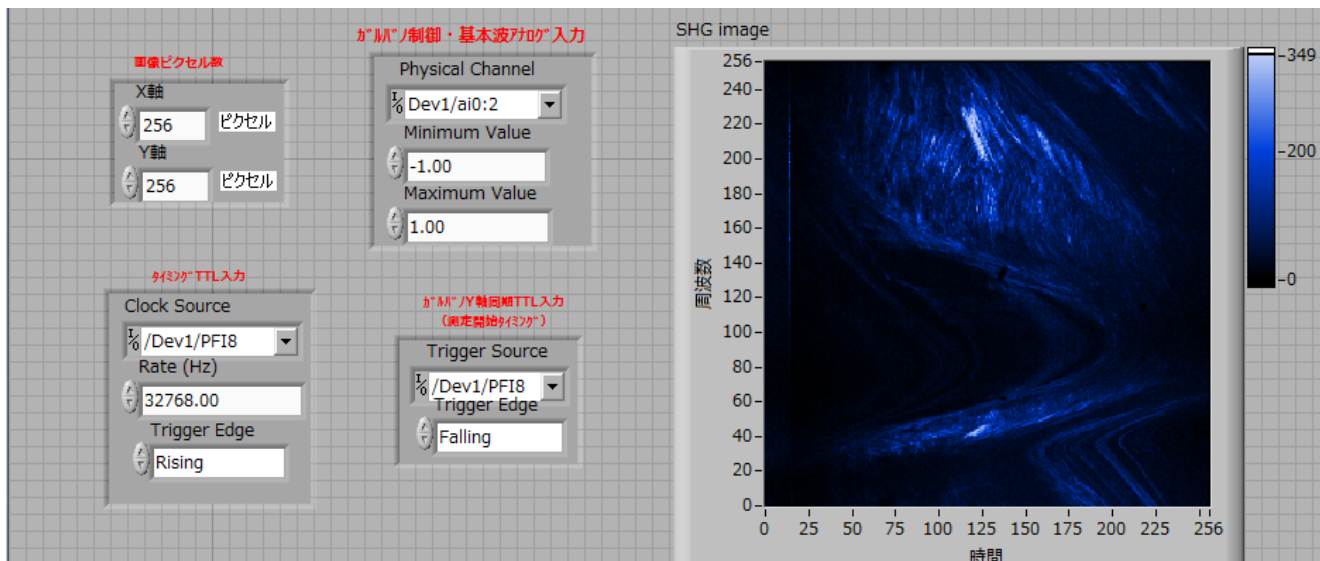 画像ピクセル数
X軸
256 ピクセル
Y軸
256 ピクセル
ｶﾞﾙﾊﾞﾉ制御・基本波ｱﾅﾛｸﾞ入力
Physical Channel
I/0 Dev1/ai0:2
Minimum Value
-1.00
Maximum Value
1.00
ﾀｲﾐﾝｸﾞTTL入力
Clock Source
I/0 /Dev1/PFI8
Rate (Hz)
32768.00
Trigger Edge
Rising
ｶﾞﾙﾊﾞﾉY軸同期TTL入力
（測定開始ﾀｲﾐﾝｸﾞ）
Trigger Source
I/0 /Dev1/PFI8
Trigger Edge
Falling
SHG image
周波数
256
240
220
200
180
160
140
120
100
80
60
40
20
0
0 25 50 75 100 125 150 175 200 225 256
時間
349
200
0